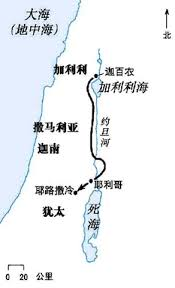 大海
(地中海)
北
加利利
迦百农
加利利海
撒马利亚
迦南
约旦河
耶利哥
耶路撒冷
犹太
死海
0 20 公里